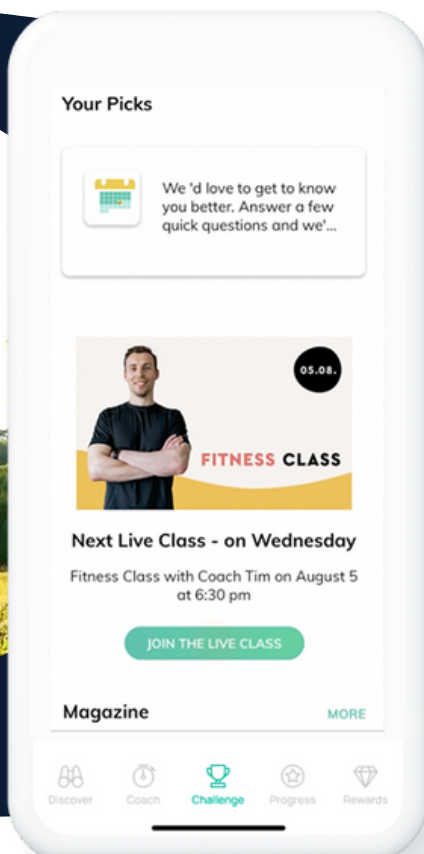 Your Picks
We 'd love to get to know
you better. Answer a few
quick questions and we'...
05.08.
FITNESS CLASS
Next Live Class - on Wednesday
Fitness Class with Coach Tim on August 5
at 6:30 pm
JOIN THE LIVE CLASS
Magazine MORE
Discover Coach Challenge Progress Rewards